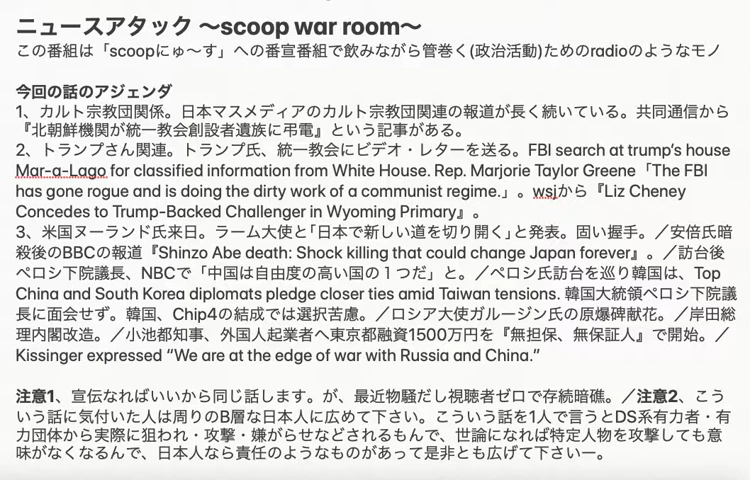 ニュースアタック 〜scoop war room〜
この番組は「scoopにゅ〜す」への番宣番組で飲みながら管巻く(政治活動)ためのradioのようなモノ
今回の話のアジェンダ
1、カルト宗教団関係。日本マスメディアのカルト宗教団関連の報道が長く続いている。共同通信から
『北朝鮮機関が統一教会創設者遺族に弔電』という記事がある。
2、トランプさん関連。トランプ氏、統一教会にビデオ・レターを送る。FBI search at trump's house
Mar-a-Lago for classified information from White House. Rep. Marjorie Taylor Greene「The FBI
has gone rogue and is doing the dirty work of a communist regime.」。wsjから『Liz Cheney
Concedes to Trump-Backed Challenger in Wyoming Primary』。
3、米国ヌーランド氏来日。ラーム大使と｢日本で新しい道を切り開く｣と発表。固い握手。／安倍氏暗
殺後のBBCの報道『Shinzo Abe death: Shock killing that could change Japan forever』。／訪台後
ペロシ下院議長、NBCで「中国は自由度の高い国の１つだ」と。／ペロシ氏訪台を巡り韓国は、Top
China and South Korea diplomats pledge closer ties amid Taiwan tensions. 韓国大統領ペロシ下院議
長に面会せず。韓国、Chip4の結成では選択苦慮。／ロシア大使ガルージン氏の原爆碑献花。／岸田総
理内閣改造。／小池都知事、外国人起業者へ東京都融資1500万円を『無担保、無保証人』で開始。／
Kissinger expressed “We are at the edge of war with Russia and China.”
注意1、宣伝なればいいから同じ話します。が、最近物騒だし視聴者ゼロで存続暗礁。／注意2、こう
いう話に気付いた人は周りのB層な日本人に広めて下さい。こういう話を1人で言うとDS系有力者・有
力団体から実際に狙われ・攻撃・嫌がらせなどされるもんで、世論になれば特定人物を攻撃しても意
味がなくなるんで、日本人なら責任のようなものがあって是非とも広げて下さいー。